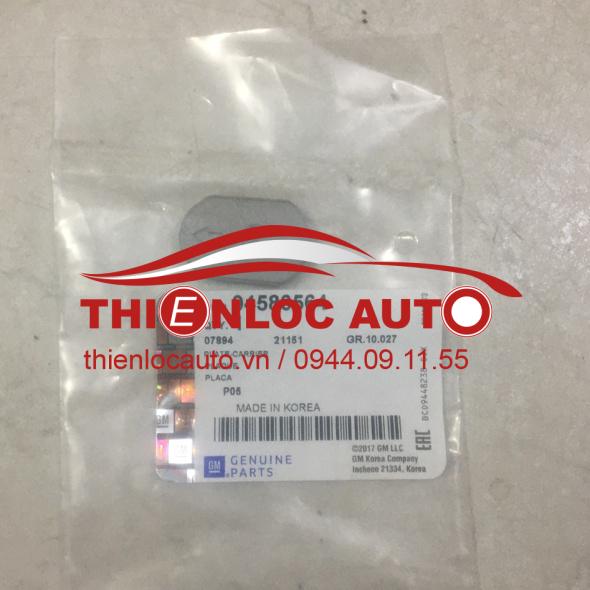 THIENLOC AUTO
thienlocauto.vn / 0944.09.11.55
07894 21151 GR.10.027
PLACA
P05
MADE IN KOREA
GM
GENUINE
PARTS
©2017 GM LLC
GM Korea Company
Incheon 21334, Korea
EAC